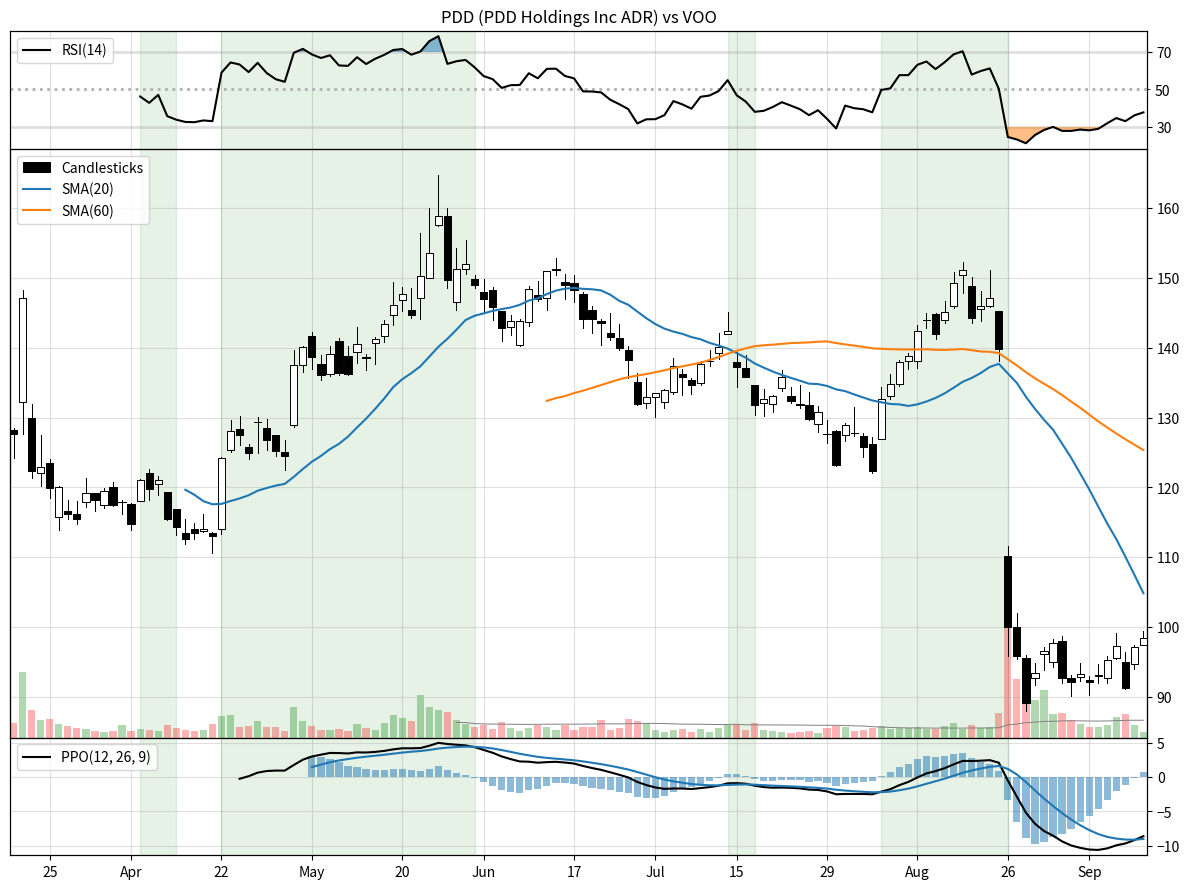 PDD (PDD Holdings Inc ADR) vs VOO
RSI(14)
70
50
30
Candlesticks
SMA(20)
SMA(60)
160
150
140
130
120
110
100
90
PPO(12, 26, 9)
5
0
−5
−10
25 Apr 22 May 20 Jun 17 Jul 15 29 Aug 26 Sep